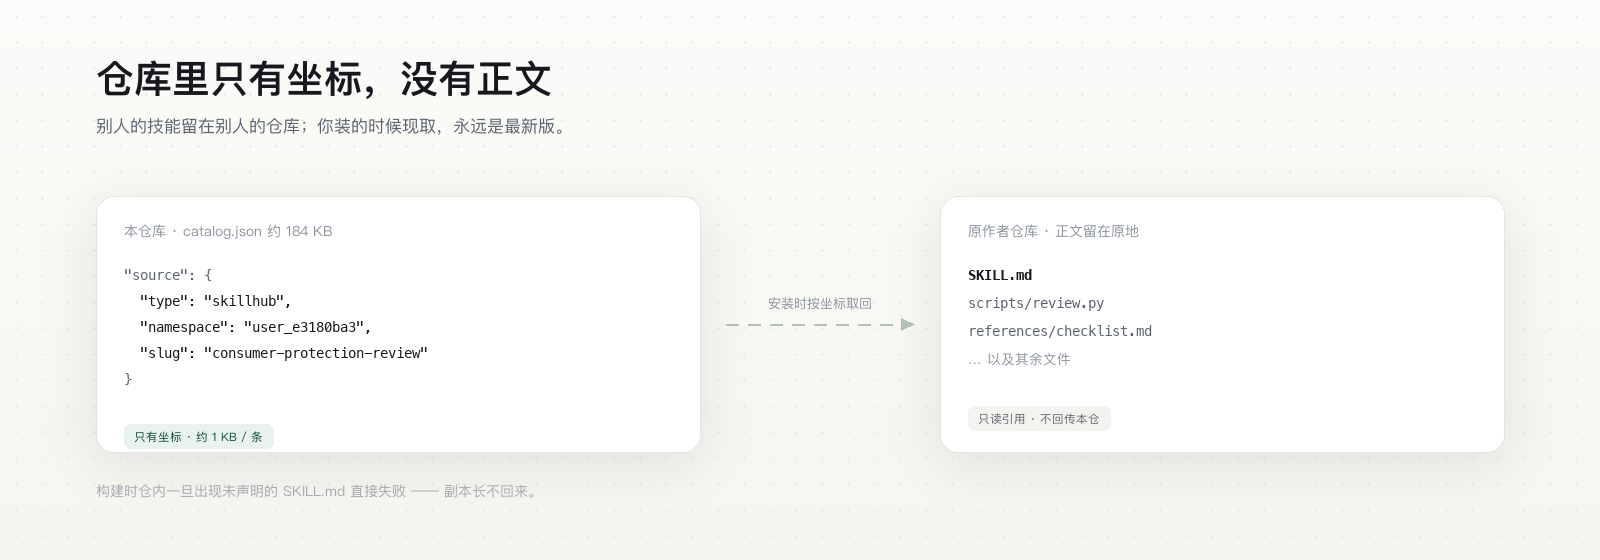 仓库里只有坐标，没有正文
别人的技能留在别人的仓库；你装的时候现取，永远是最新版。
本仓库 · catalog.json 约 184 KB
"source": {
"type": "skillhub",
"namespace": "user_e3180ba3",
"slug": "consumer-protection-review"
}
只有坐标 · 约 1 KB / 条
安装时按坐标取回
原作者仓库 · 正文留在原地
SKILL.md
scripts/review.py
references/checklist.md
… 以及其余文件
只读引用 · 不回传本仓
构建时仓内一旦出现未声明的 SKILL.md 直接失败 —— 副本长不回来。